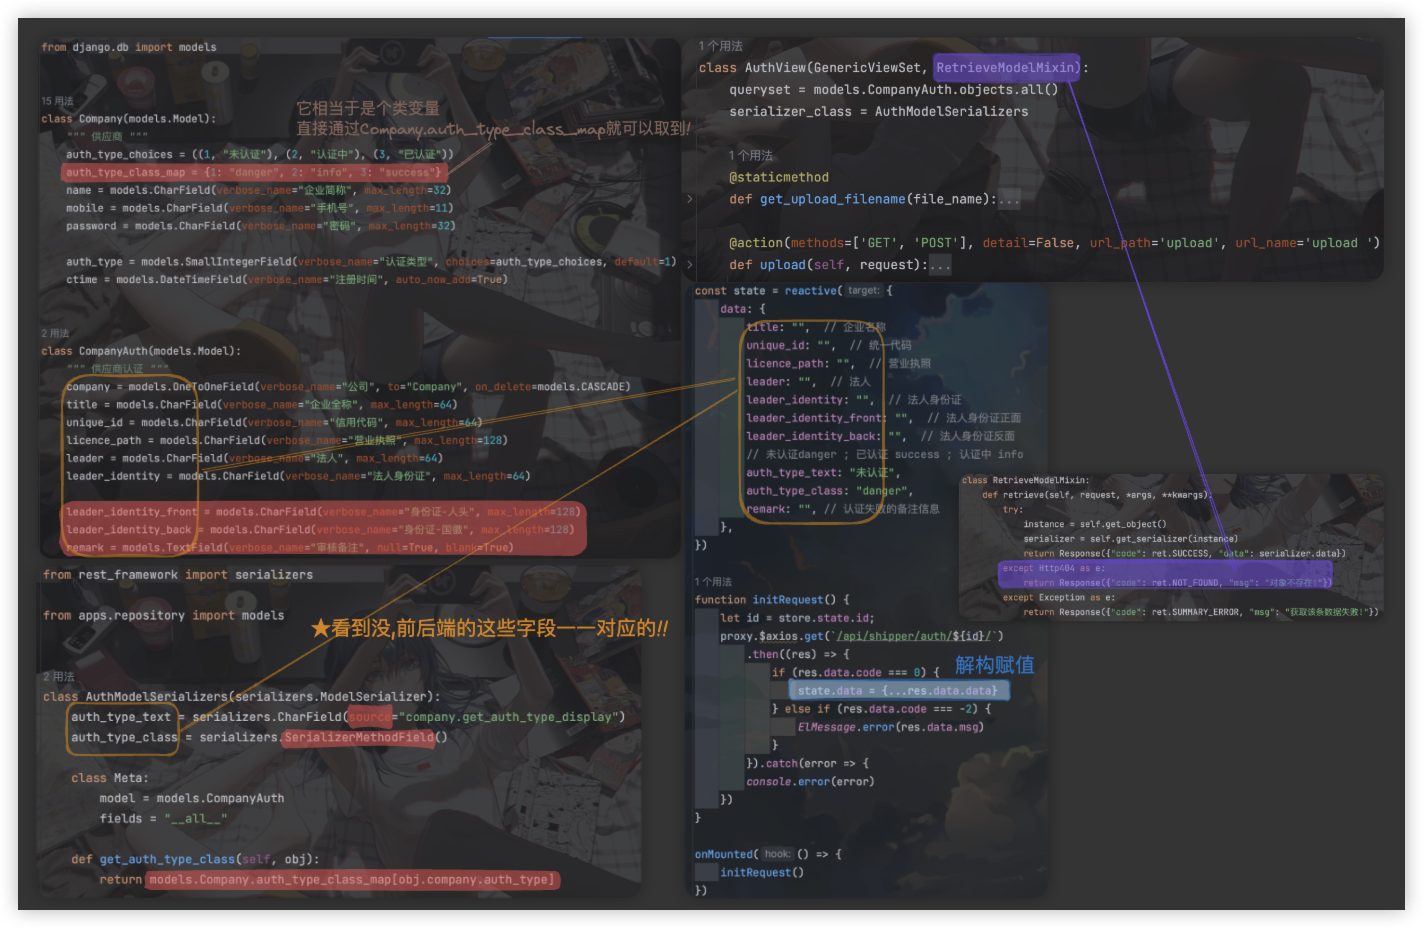 from django.db import models
15 用法
class Company(models.Model):
""" 供应商 """
auth_type_choices = ((1, "未认证"), (2, "认证中"), (3, "已认证"))
auth_type_class_map = {1: "danger", 2: "info", 3: "success"}
name = models.CharField(verbose_name="企业简称", max_length=32)
mobile = models.CharField(verbose_name="手机号", max_length=11)
password = models.CharField(verbose_name="密码", max_length=32)
auth_type = models.SmallIntegerField(verbose_name="认证类型", choices=auth_type_choices, default=1)
ctime = models.DateTimeField(verbose_name="注册时间", auto_now_add=True)
它相当于是个类变量
直接通过Company.auth_type_class_map就可以取到!
2 用法
class CompanyAuth(models.Model):
""" 供应商认证 """
company = models.OneToOneField(verbose_name="公司", to="Company", on_delete=models.CASCADE)
title = models.CharField(verbose_name="企业全称", max_length=64)
unique_id = models.CharField(verbose_name="信用代码", max_length=64)
licence_path = models.CharField(verbose_name="营业执照", max_length=128)
leader = models.CharField(verbose_name="法人", max_length=64)
leader_identity = models.CharField(verbose_name="法人身份证", max_length=64)
leader_identity_front = models.CharField(verbose_name="身份证-人头", max_length=128)
leader_identity_back = models.CharField(verbose_name="身份证-国徽", max_length=128)
remark = models.TextField(verbose_name="审核备注", null=True, blank=True)
from rest_framework import serializers
from apps.repository import models
★看到没,前后端的这些字段一一对应的!!
2 用法
class AuthModelSerializers(serializers.ModelSerializer):
auth_type_text = serializers.CharField(source="company.get_auth_type_display")
auth_type_class = serializers.SerializerMethodField()
class Meta:
model = models.CompanyAuth
fields = "__all__"
def get_auth_type_class(self, obj):
return models.Company.auth_type_class_map[obj.company.auth_type]
1 个用法
class AuthView(GenericViewSet, RetrieveModelMixin):
queryset = models.CompanyAuth.objects.all()
serializer_class = AuthModelSerializers
1 个用法
@staticmethod
def get_upload_filename(file_name):...
@action(methods=['GET', 'POST'], detail=False, url_path='upload', url_name='upload ')
def upload(self, request):...
const state = reactive( target: {
data: {
title: "", // 企业名称
unique_id: "", // 统一代码
licence_path: "", // 营业执照
leader: "", // 法人
leader_identity: "", // 法人身份证
leader_identity_front: "", // 法人身份证正面
leader_identity_back: "", // 法人身份证反面
// 未认证danger ; 已认证 success ; 认证中 info
auth_type_text: "未认证",
auth_type_class: "danger",
remark: "", // 认证失败的备注信息
},
})
1 个用法
function initRequest() {
let id = store.state.id;
proxy.$axios.get(`/api/shipper/auth/${id}/`)
.then((res) => {
if (res.data.code === 0) {
解构赋值
state.data = {...res.data.data}
} else if (res.data.code === -2) {
ElMessage.error(res.data.msg)
}
}).catch(error => {
console.error(error)
})
}
onMounted( hook: () => {
initRequest()
})
class RetrieveModelMixin:
def retrieve(self, request, *args, **kwargs):
try:
instance = self.get_object()
serializer = self.get_serializer(instance)
return Response({"code": ret.SUCCESS, "data": serializer.data})
except Http404 as e:
return Response({"code": ret.NOT_FOUND, "msg": "对象不存在!"})
except Exception as e:
return Response({"code": ret.SUMMARY_ERROR, "msg": "获取该条数据失败!"})